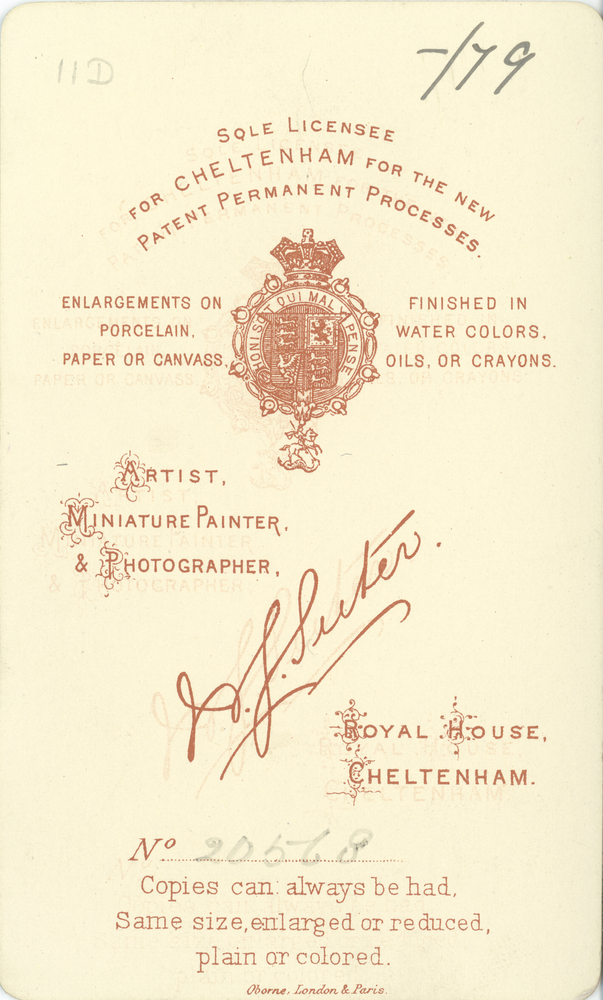 11D
-/79
SOLE LICENSEE
FOR CHELTENHAM FOR THE NEW
PATENT PERMANENT PROCESSES.
ENLARGEMENTS ON
PORCELAIN,
PAPER OR CANVASS,
HONI SOIT QUI MAL Y PENSE
FINISHED IN
WATER COLORS,
OILS, OR CRAYONS.
ARTIST,
MINIATURE PAINTER,
& PHOTOGRAPHER,
Suter.
ROYAL HOUSE,
CHELTENHAM.
No 20568
Copies can always be had,
Same size, enlarged or reduced,
plain or colored.
Oborne, London & Paris.